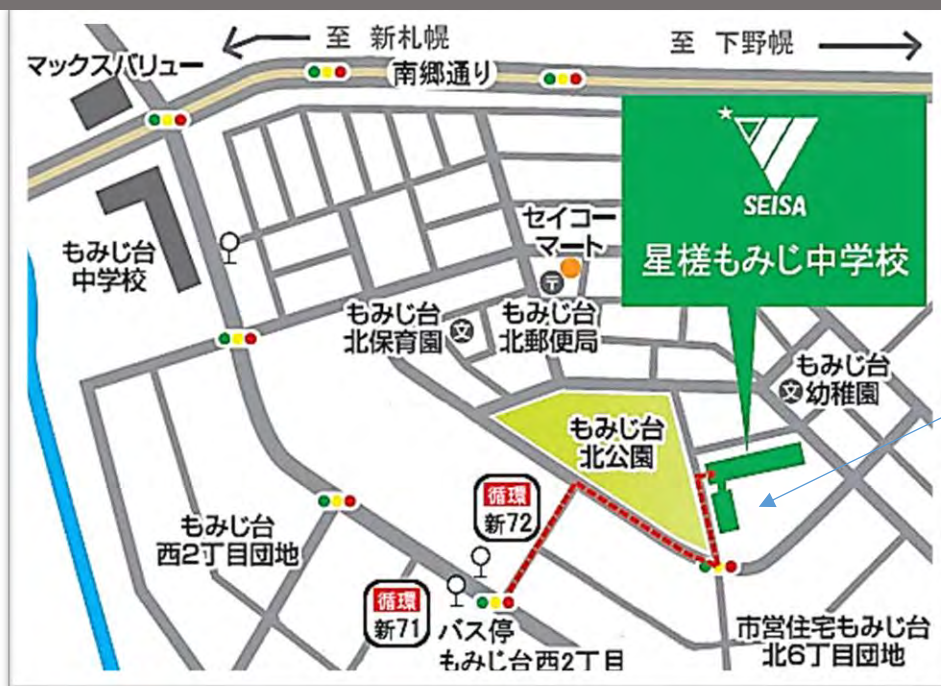 至 新札幌
至 下野幌
マックスバリュー
南郷通り
SEISA
星槎もみじ中学校
もみじ台
中学校
セイコー
マート
〒
もみじ台
北保育園
文
もみじ台
北郵便局
もみじ台
文幼稚園
もみじ台
北公園
循環
新72
もみじ台
西2丁目団地
循環
新71
バス停
もみじ台西2丁目
市営住宅もみじ台
北6丁目団地